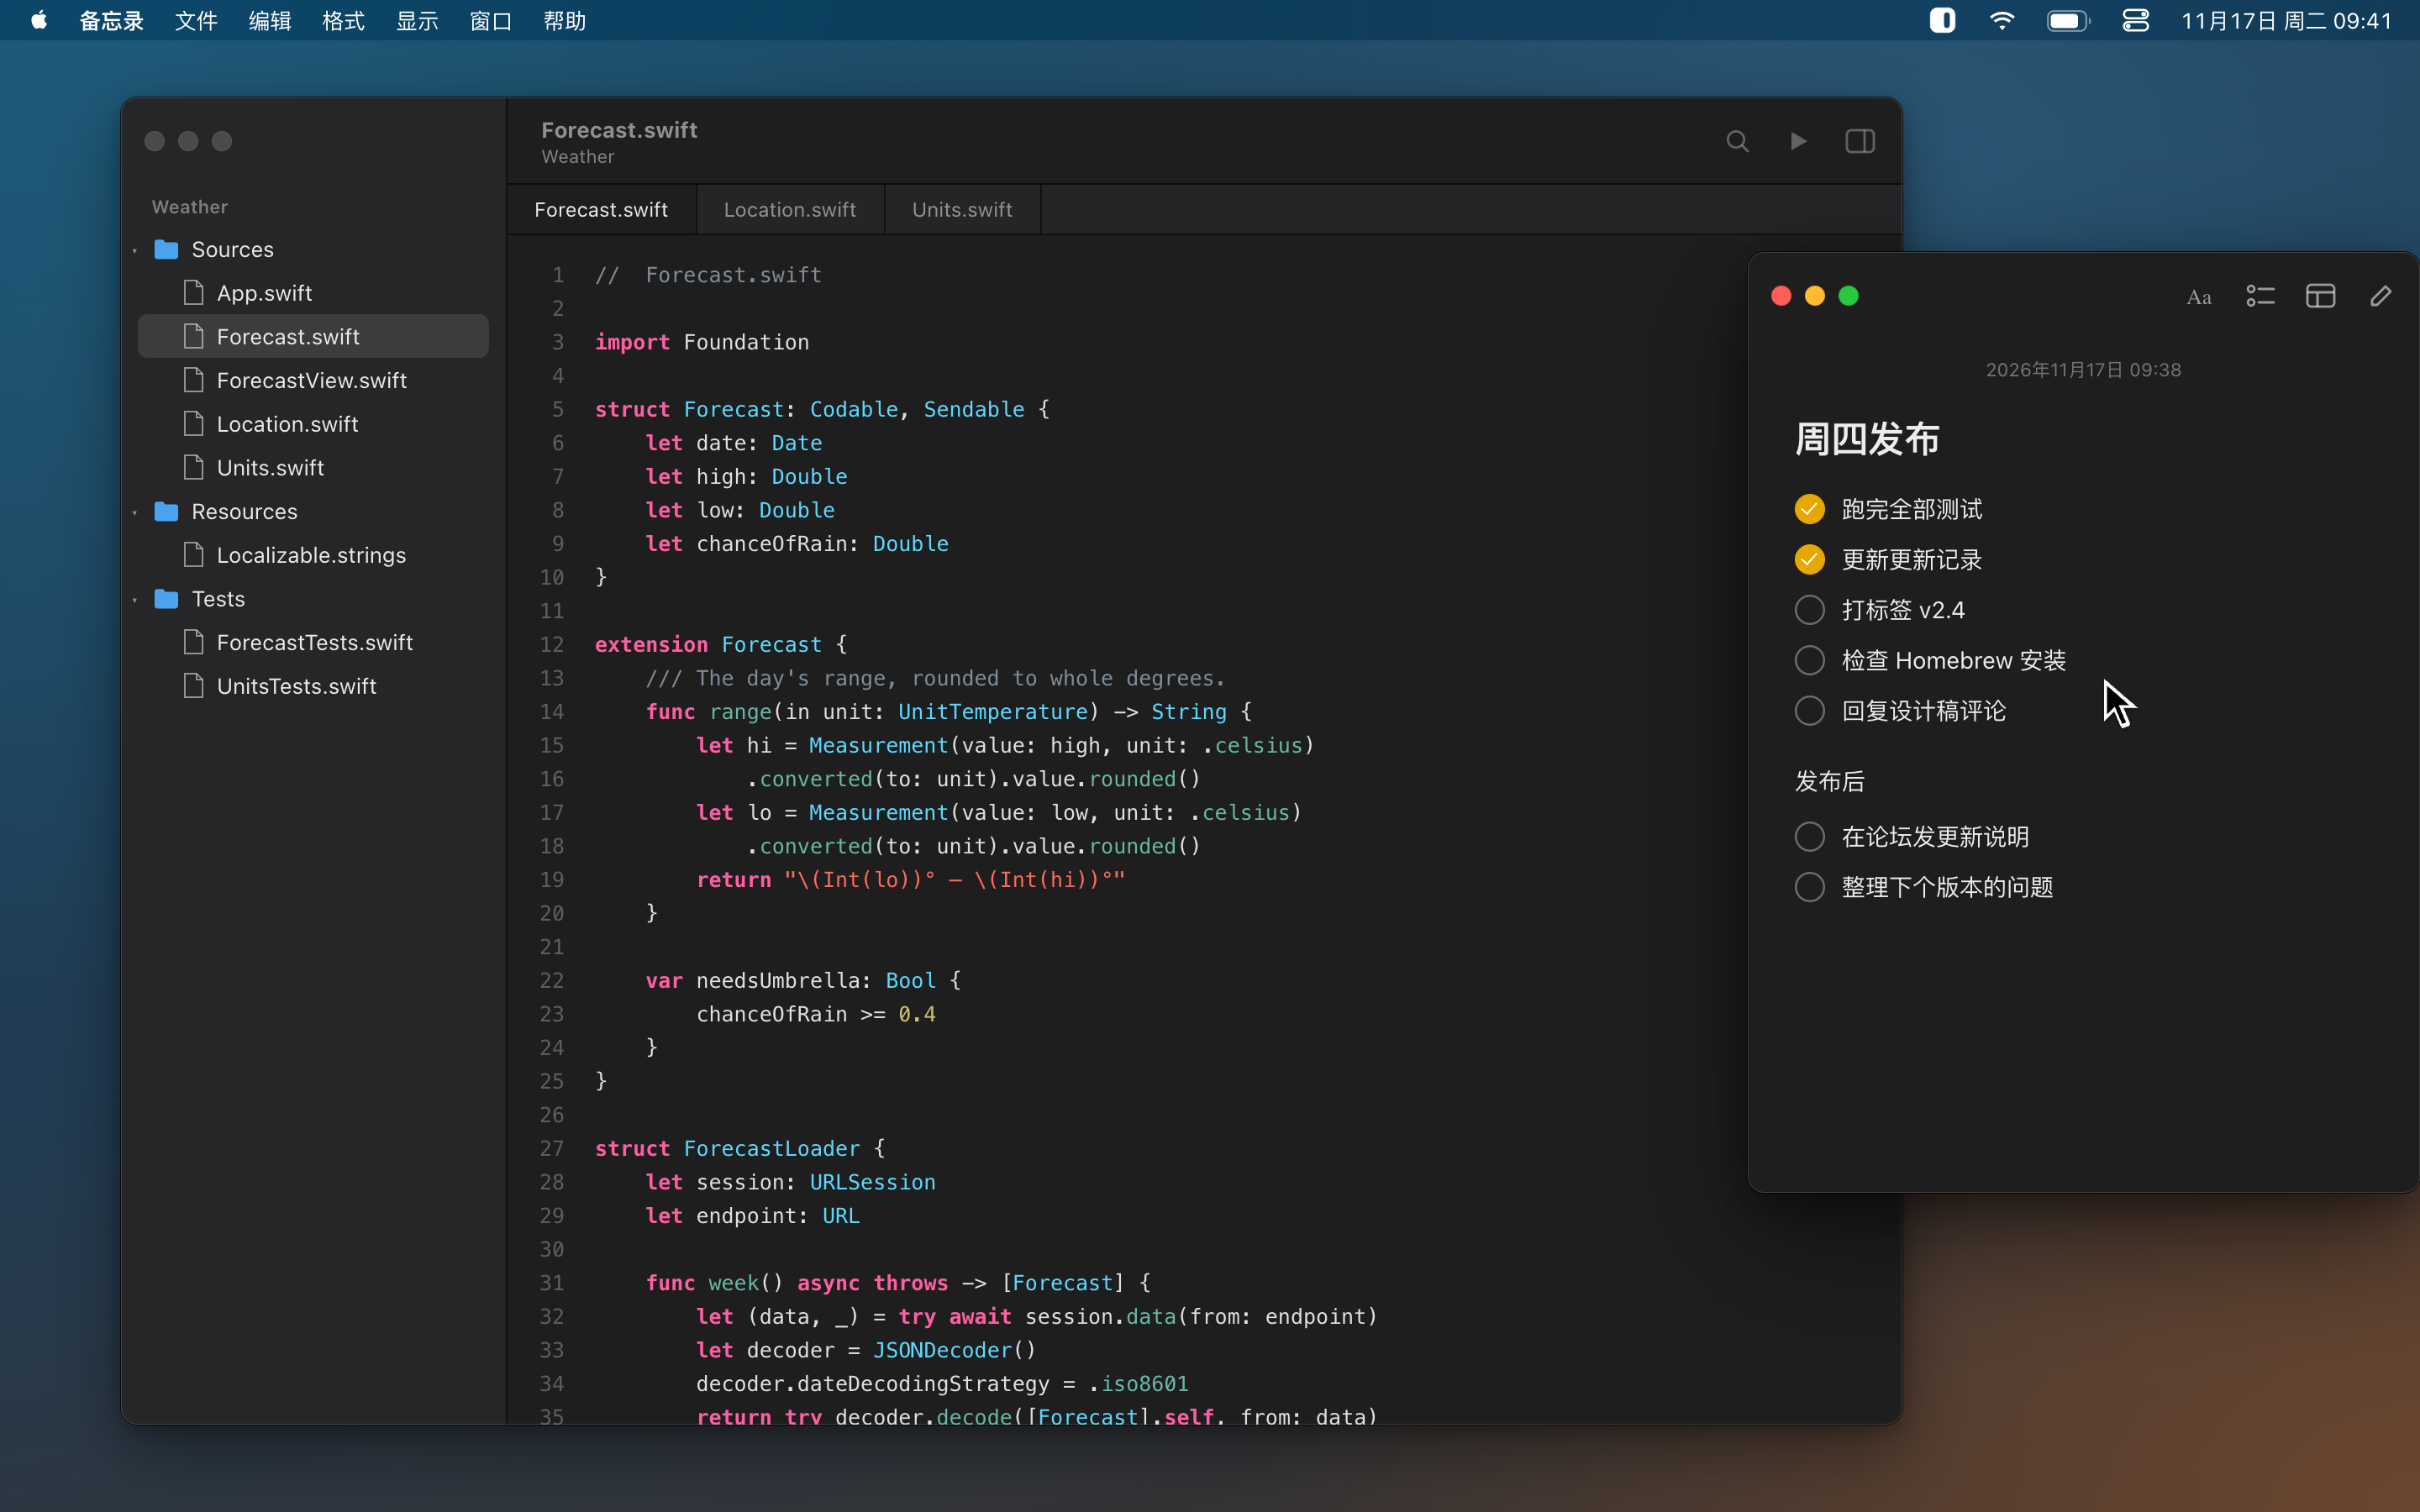 备忘录 文件 编辑 格式 显示 窗口 帮助
11月17日 周二 09:41
Forecast.swift
Weather
Weather
Sources
App.swift
Forecast.swift
ForecastView.swift
Location.swift
Units.swift
Resources
Localizable.strings
Tests
ForecastTests.swift
UnitsTests.swift
Forecast.swift Location.swift Units.swift
1 //  Forecast.swift
2
3 import Foundation
4
5 struct Forecast: Codable, Sendable {
6     let date: Date
7     let high: Double
8     let low: Double
9     let chanceOfRain: Double
10 }
11
12 extension Forecast {
13     /// The day's range, rounded to whole degrees.
14     func range(in unit: UnitTemperature) -> String {
15         let hi = Measurement(value: high, unit: .celsius)
16             .converted(to: unit).value.rounded()
17         let lo = Measurement(value: low, unit: .celsius)
18             .converted(to: unit).value.rounded()
19         return "\(Int(lo))° – \(Int(hi))°"
20     }
21
22     var needsUmbrella: Bool {
23         chanceOfRain >= 0.4
24     }
25 }
26
27 struct ForecastLoader {
28     let session: URLSession
29     let endpoint: URL
30
31     func week() async throws -> [Forecast] {
32         let (data, _) = try await session.data(from: endpoint)
33         let decoder = JSONDecoder()
34         decoder.dateDecodingStrategy = .iso8601
35         return try decoder.decode([Forecast].self, from: data)
Aa
2026年11月17日 09:38
周四发布
跑完全部测试
更新更新记录
打标签 v2.4
检查 Homebrew 安装
回复设计稿评论
发布后
在论坛发更新说明
整理下个版本的问题